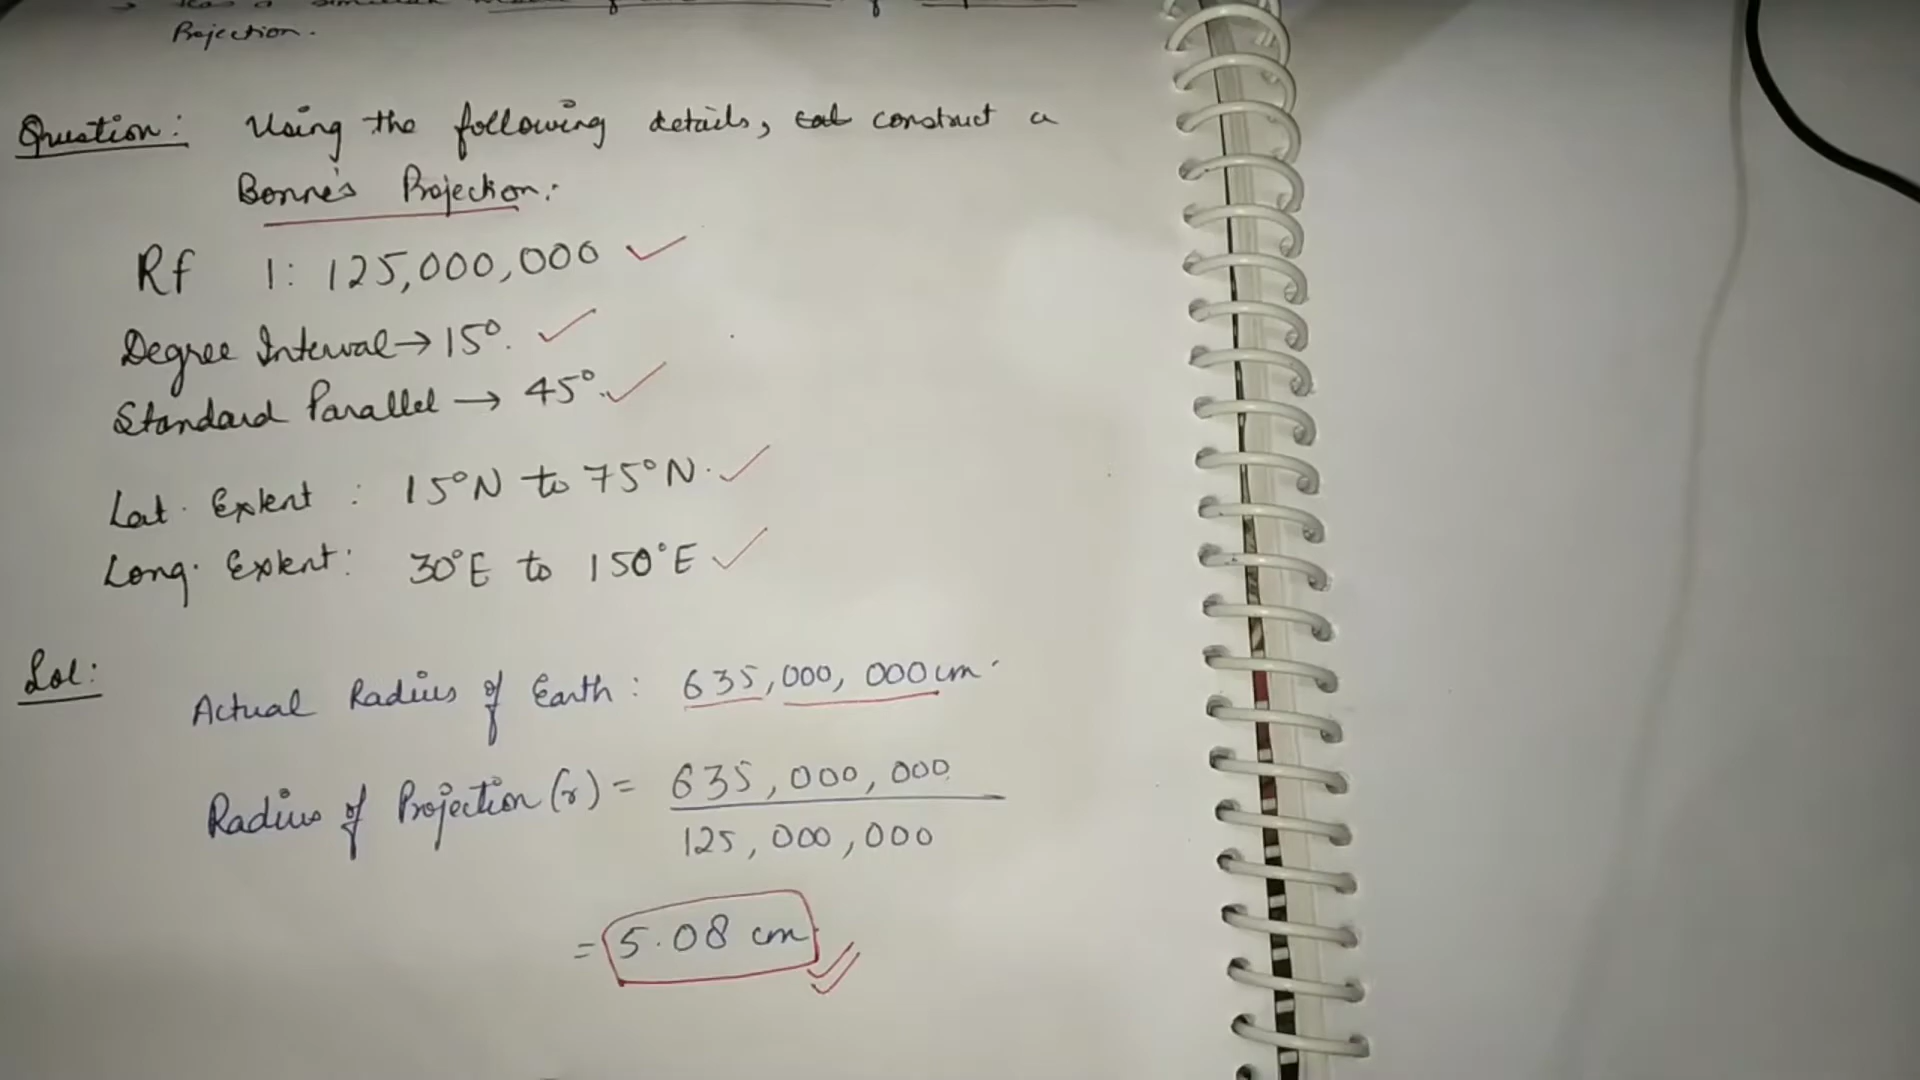 Projection.
Question: Using the following details, cal construct a
Bonne's Projection:
Rf 1: 125,000,000
Degree Interval → 15°.
Standard Parallel → 45°.
Lat. Extent : 15°N to 75°N.
Long. Extent: 30°E to 150°E
Sol:
Actual Radius of Earth: 635,000,000 cm.
Radius of Projection (r) = 635,000,000
125,000,000
= 5.08 cm